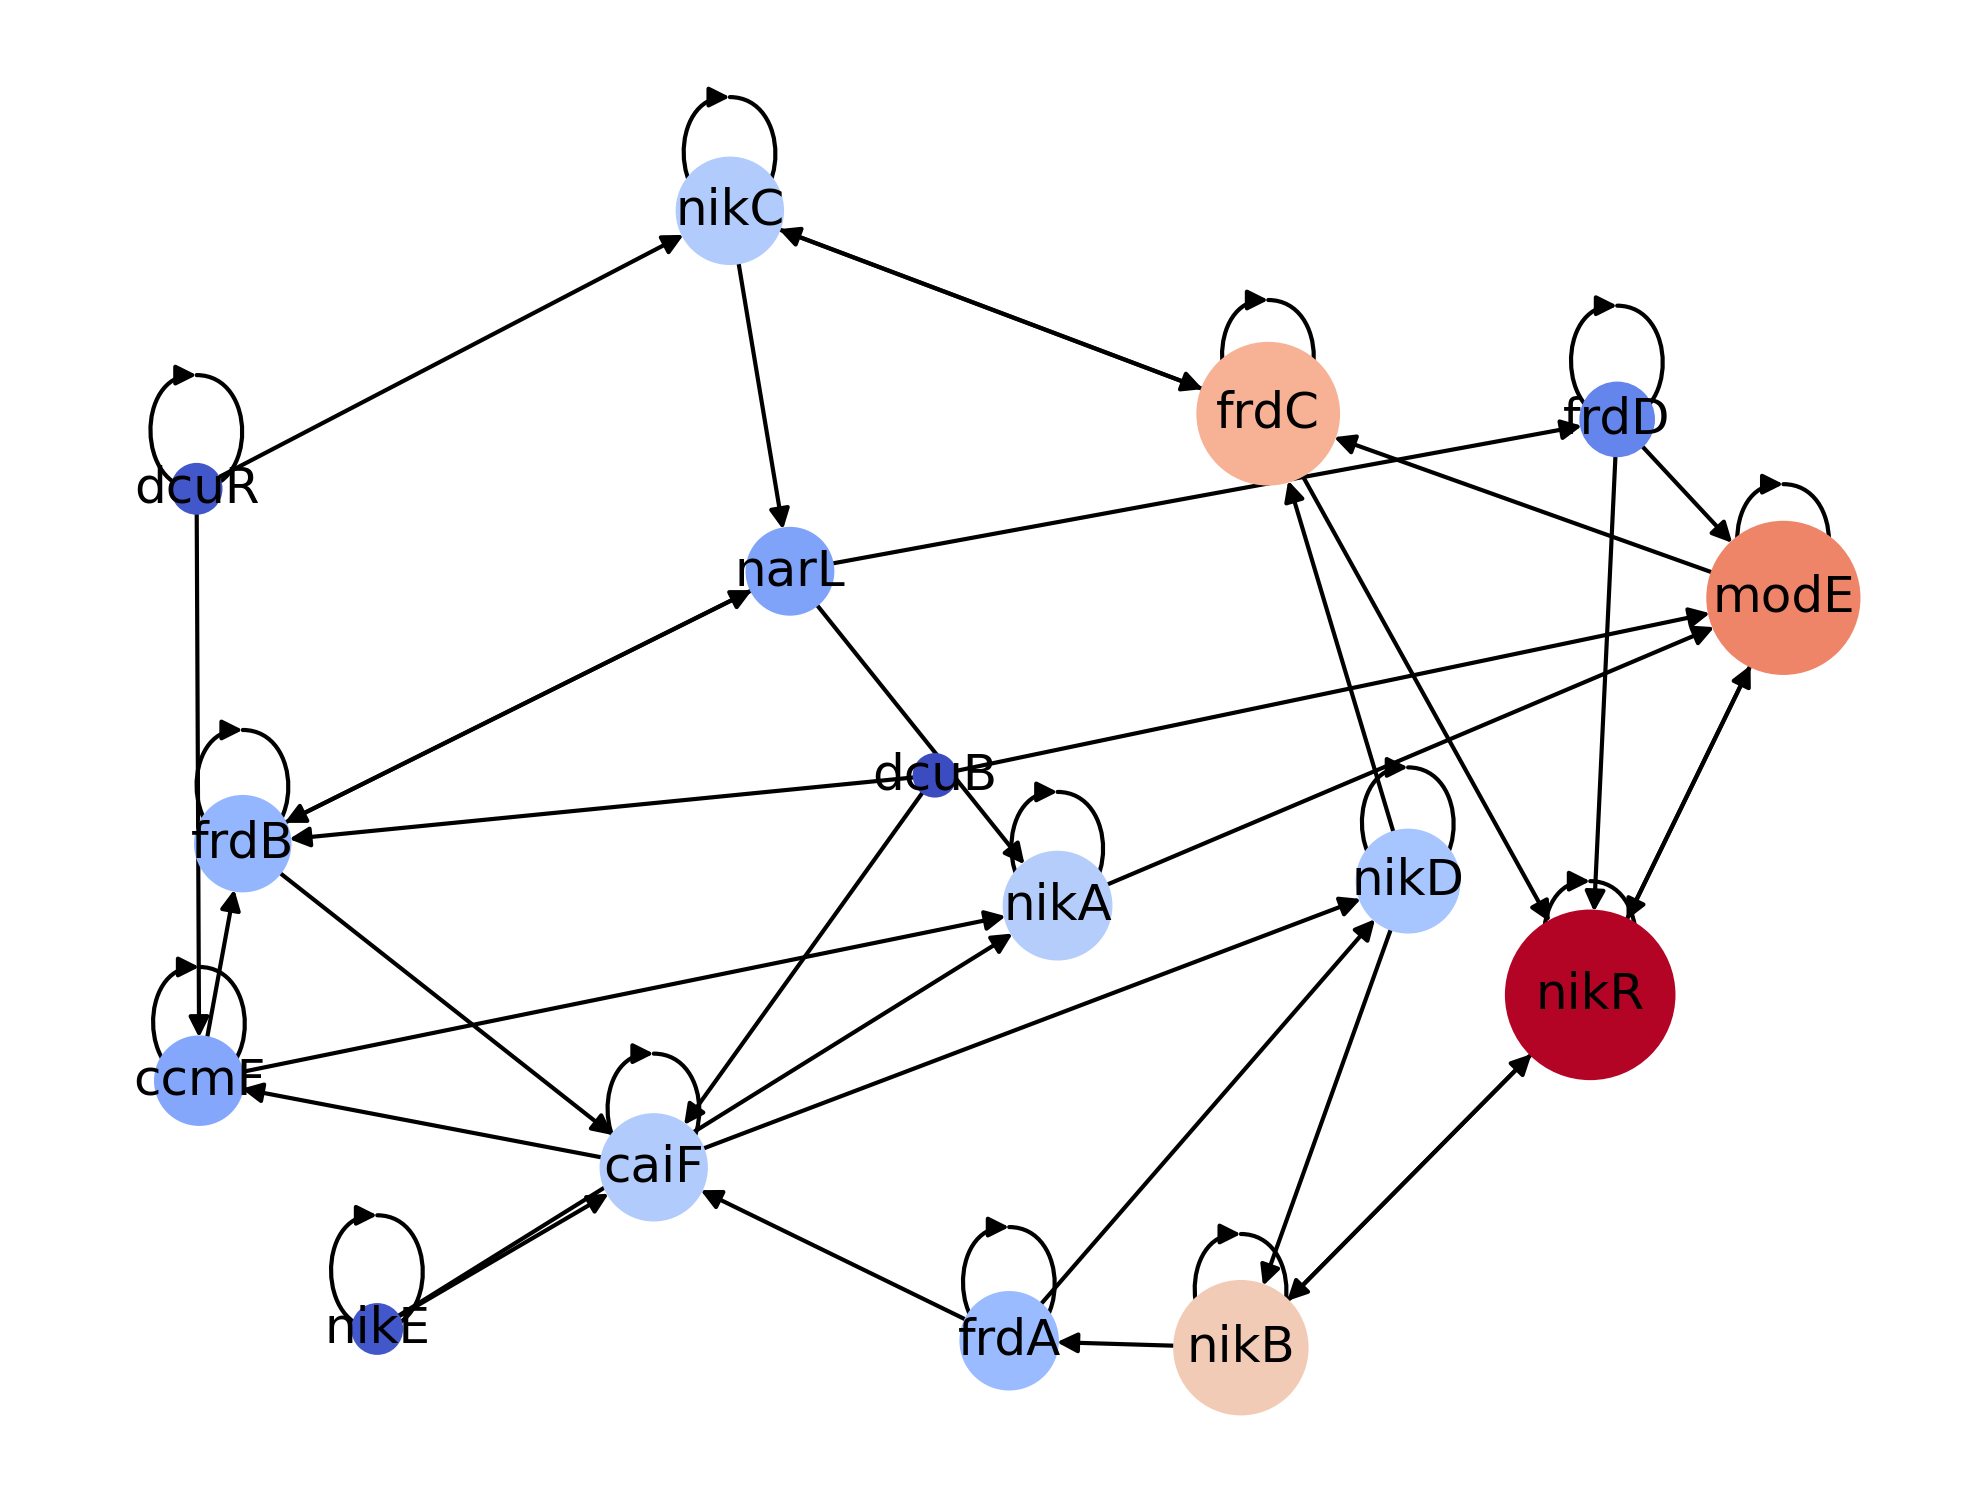 nikC
frdC
frdD
dcuR
narL
modE
dcuB
frdB
nikA
nikD
nikR
ccmF
caiF
nikE
frdA
nikB